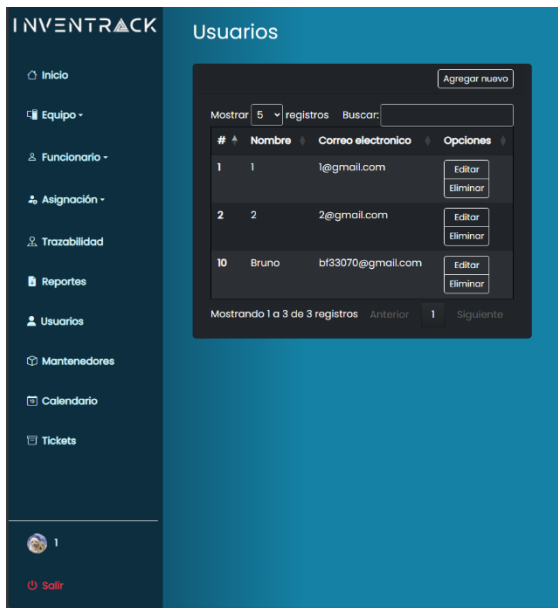 INVENTRACK
Inicio
Equipo
Funcionario
Asignación
Trazabilidad
Reportes
Usuarios
Mantenedores
Calendario
Tickets
1
Salir
Usuarios
Agregar nuevo
Mostrar 5 registros Buscar:
# Nombre Correo electronico Opciones
1 1 1@gmail.com Editar
Eliminar
2 2 2@gmail.com Editar
Eliminar
10 Bruno bf33070@gmail.com Editar
Eliminar
Mostrando 1 a 3 de 3 registros Anterior 1 Siguiente